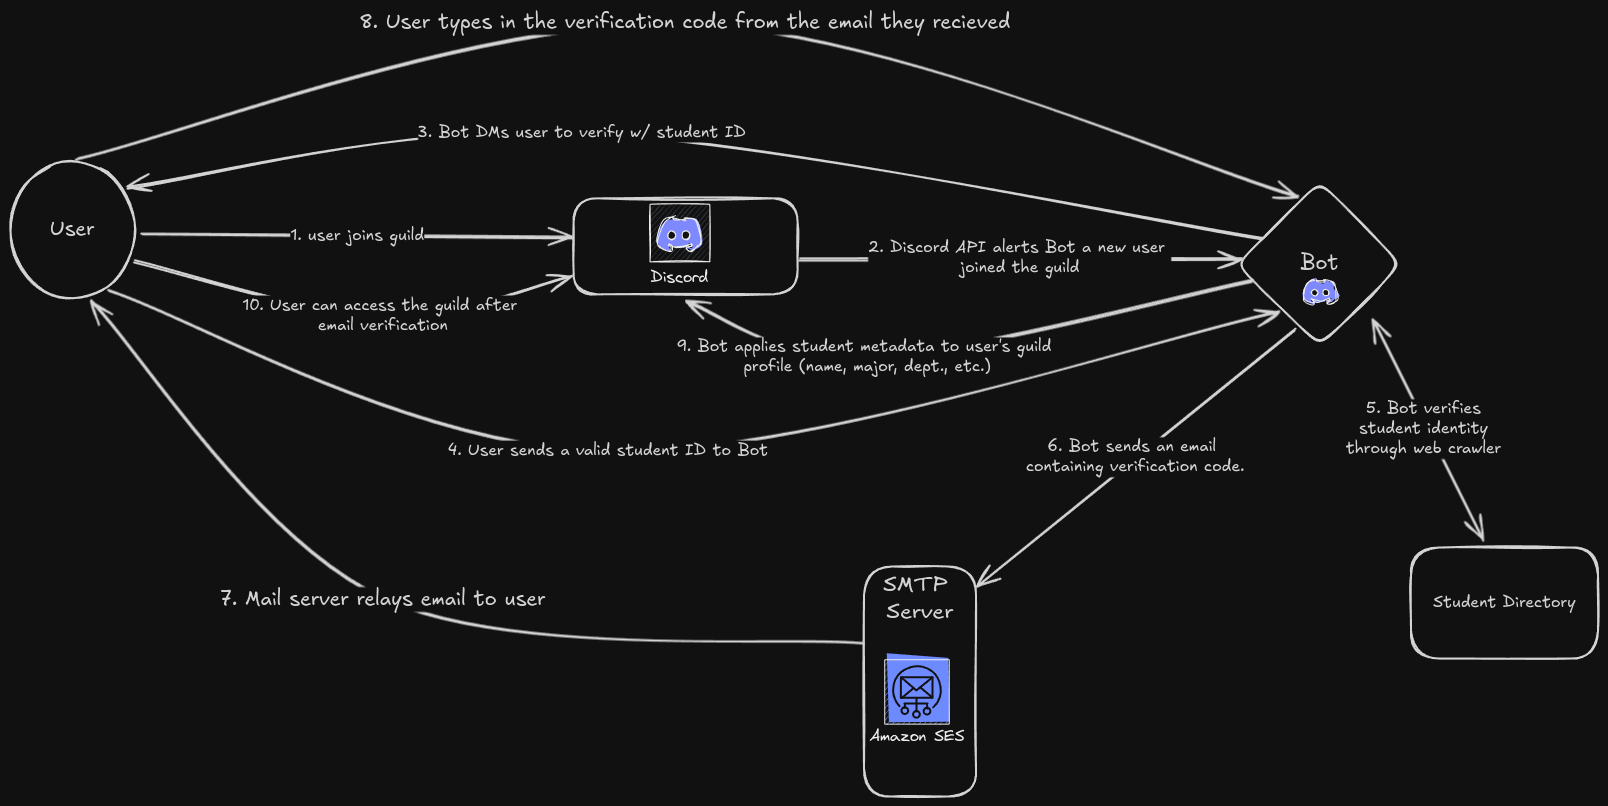 8. User types in the verification code from the email they recieved
3. Bot DMs user to verify w/ student ID
User
1. user joins guild
Discord
2. Discord API alerts Bot a new user
joined the guild
Bot
10. User can access the guild after
email verification
9. Bot applies student metadata to user's guild
profile (name, major, dept., etc.)
4. User sends a valid student ID to Bot
5. Bot verifies
student identity
through web crawler
6. Bot sends an email
containing verification code.
7. Mail server relays email to user
SMTP
Server
Amazon SES
Student Directory